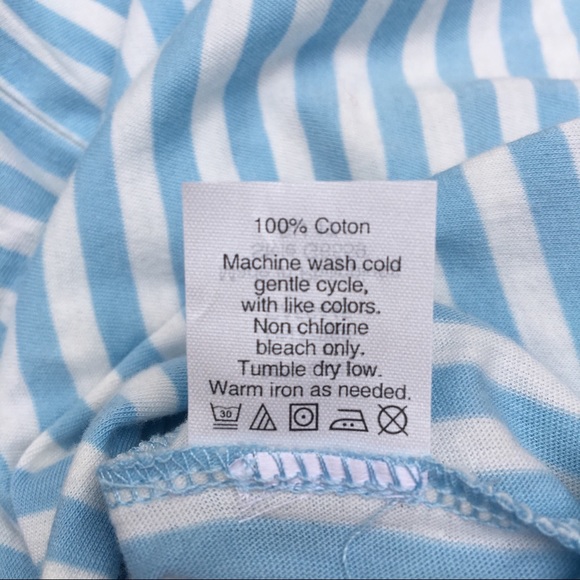 100% Coton
Machine wash cold
gentle cycle,
with like colors.
Non chlorine
bleach only.
Tumble dry low.
Warm iron as needed.
30